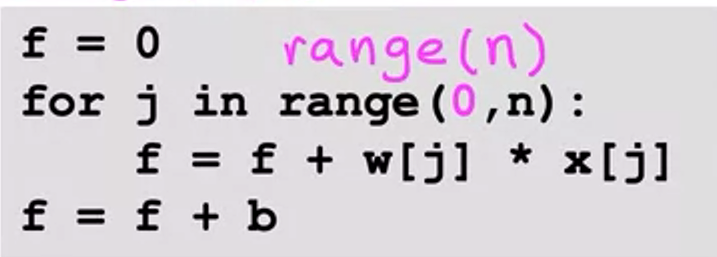 f = 0 range(n)
for j in range(0,n):
    f = f + w[j] * x[j]
f = f + b